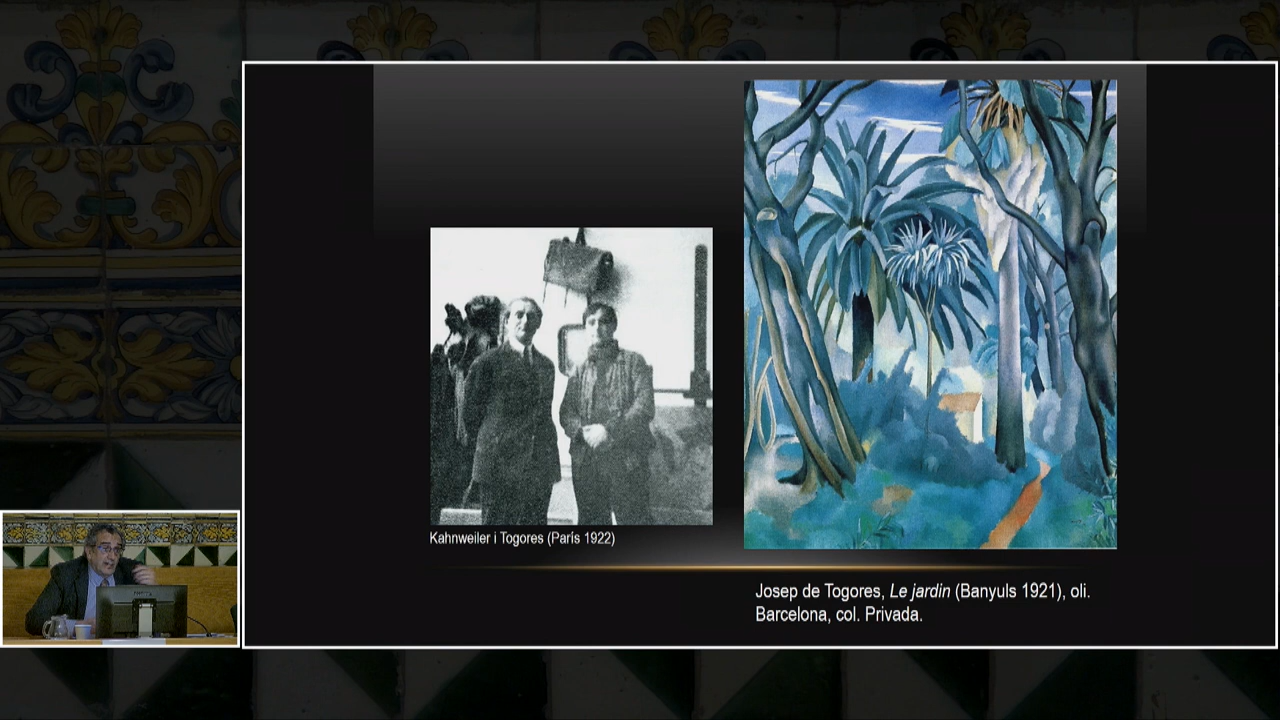 Kahnweiler i Togores (París 1922)
Josep de Togores, Le jardin (Banyuls 1921), oli.
Barcelona, col. Privada.